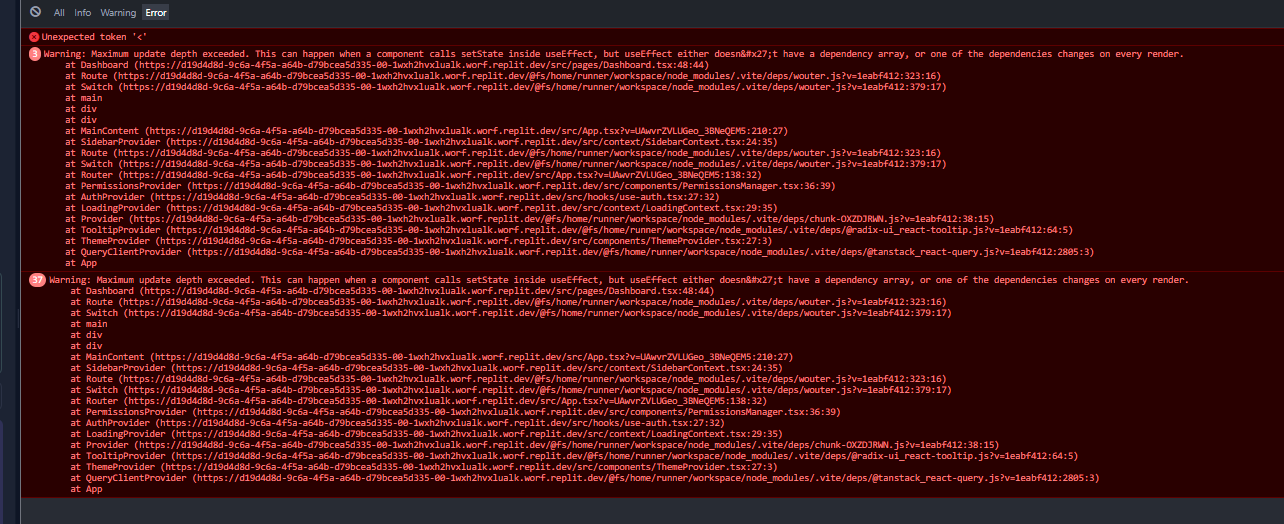 All Info Warning Error
Unexpected token '<'
3 Warning: Maximum update depth exceeded. This can happen when a component calls setState inside useEffect, but useEffect either doesn&#x27;t have a dependency array, or one of the dependencies changes on every render.
at Dashboard (https://d19d4d8d-9c6a-4f5a-a64b-d79bcea5d335-00-1wxh2hvxlualk.worf.replit.dev/src/pages/Dashboard.tsx:48:44)
at Route (https://d19d4d8d-9c6a-4f5a-a64b-d79bcea5d335-00-1wxh2hvxlualk.worf.replit.dev/@fs/home/runner/workspace/node_modules/.vite/deps/wouter.js?v=1eabf412:323:16)
at Switch (https://d19d4d8d-9c6a-4f5a-a64b-d79bcea5d335-00-1wxh2hvxlualk.worf.replit.dev/@fs/home/runner/workspace/node_modules/.vite/deps/wouter.js?v=1eabf412:379:17)
at main
at div
at div
at MainContent (https://d19d4d8d-9c6a-4f5a-a64b-d79bcea5d335-00-1wxh2hvxlualk.worf.replit.dev/src/App.tsx?v=UAwvrZVLUGeo_3BNeQEM5:210:27)
at SidebarProvider (https://d19d4d8d-9c6a-4f5a-a64b-d79bcea5d335-00-1wxh2hvxlualk.worf.replit.dev/src/context/SidebarContext.tsx:24:35)
at Route (https://d19d4d8d-9c6a-4f5a-a64b-d79bcea5d335-00-1wxh2hvxlualk.worf.replit.dev/@fs/home/runner/workspace/node_modules/.vite/deps/wouter.js?v=1eabf412:323:16)
at Switch (https://d19d4d8d-9c6a-4f5a-a64b-d79bcea5d335-00-1wxh2hvxlualk.worf.replit.dev/@fs/home/runner/workspace/node_modules/.vite/deps/wouter.js?v=1eabf412:379:17)
at Router (https://d19d4d8d-9c6a-4f5a-a64b-d79bcea5d335-00-1wxh2hvxlualk.worf.replit.dev/src/App.tsx?v=UAwvrZVLUGeo_3BNeQEM5:138:32)
at PermissionsProvider (https://d19d4d8d-9c6a-4f5a-a64b-d79bcea5d335-00-1wxh2hvxlualk.worf.replit.dev/src/components/PermissionsManager.tsx:36:39)
at AuthProvider (https://d19d4d8d-9c6a-4f5a-a64b-d79bcea5d335-00-1wxh2hvxlualk.worf.replit.dev/src/hooks/use-auth.tsx:27:32)
at LoadingProvider (https://d19d4d8d-9c6a-4f5a-a64b-d79bcea5d335-00-1wxh2hvxlualk.worf.replit.dev/src/context/LoadingContext.tsx:29:35)
at Provider (https://d19d4d8d-9c6a-4f5a-a64b-d79bcea5d335-00-1wxh2hvxlualk.worf.replit.dev/@fs/home/runner/workspace/node_modules/.vite/deps/chunk-OXZDJRWN.js?v=1eabf412:38:15)
at TooltipProvider (https://d19d4d8d-9c6a-4f5a-a64b-d79bcea5d335-00-1wxh2hvxlualk.worf.replit.dev/@fs/home/runner/workspace/node_modules/.vite/deps/@radix-ui_react-tooltip.js?v=1eabf412:64:5)
at ThemeProvider (https://d19d4d8d-9c6a-4f5a-a64b-d79bcea5d335-00-1wxh2hvxlualk.worf.replit.dev/src/components/ThemeProvider.tsx:27:3)
at QueryClientProvider (https://d19d4d8d-9c6a-4f5a-a64b-d79bcea5d335-00-1wxh2hvxlualk.worf.replit.dev/@fs/home/runner/workspace/node_modules/.vite/deps/@tanstack_react-query.js?v=1eabf412:2805:3)
at App
37 Warning: Maximum update depth exceeded. This can happen when a component calls setState inside useEffect, but useEffect either doesn&#x27;t have a dependency array, or one of the dependencies changes on every render.
at Dashboard (https://d19d4d8d-9c6a-4f5a-a64b-d79bcea5d335-00-1wxh2hvxlualk.worf.replit.dev/src/pages/Dashboard.tsx:48:44)
at Route (https://d19d4d8d-9c6a-4f5a-a64b-d79bcea5d335-00-1wxh2hvxlualk.worf.replit.dev/@fs/home/runner/workspace/node_modules/.vite/deps/wouter.js?v=1eabf412:323:16)
at Switch (https://d19d4d8d-9c6a-4f5a-a64b-d79bcea5d335-00-1wxh2hvxlualk.worf.replit.dev/@fs/home/runner/workspace/node_modules/.vite/deps/wouter.js?v=1eabf412:379:17)
at main
at div
at div
at MainContent (https://d19d4d8d-9c6a-4f5a-a64b-d79bcea5d335-00-1wxh2hvxlualk.worf.replit.dev/src/App.tsx?v=UAwvrZVLUGeo_3BNeQEM5:210:27)
at SidebarProvider (https://d19d4d8d-9c6a-4f5a-a64b-d79bcea5d335-00-1wxh2hvxlualk.worf.replit.dev/src/context/SidebarContext.tsx:24:35)
at Route (https://d19d4d8d-9c6a-4f5a-a64b-d79bcea5d335-00-1wxh2hvxlualk.worf.replit.dev/@fs/home/runner/workspace/node_modules/.vite/deps/wouter.js?v=1eabf412:323:16)
at Switch (https://d19d4d8d-9c6a-4f5a-a64b-d79bcea5d335-00-1wxh2hvxlualk.worf.replit.dev/@fs/home/runner/workspace/node_modules/.vite/deps/wouter.js?v=1eabf412:379:17)
at Router (https://d19d4d8d-9c6a-4f5a-a64b-d79bcea5d335-00-1wxh2hvxlualk.worf.replit.dev/src/App.tsx?v=UAwvrZVLUGeo_3BNeQEM5:138:32)
at PermissionsProvider (https://d19d4d8d-9c6a-4f5a-a64b-d79bcea5d335-00-1wxh2hvxlualk.worf.replit.dev/src/components/PermissionsManager.tsx:36:39)
at AuthProvider (https://d19d4d8d-9c6a-4f5a-a64b-d79bcea5d335-00-1wxh2hvxlualk.worf.replit.dev/src/hooks/use-auth.tsx:27:32)
at LoadingProvider (https://d19d4d8d-9c6a-4f5a-a64b-d79bcea5d335-00-1wxh2hvxlualk.worf.replit.dev/src/context/LoadingContext.tsx:29:35)
at Provider (https://d19d4d8d-9c6a-4f5a-a64b-d79bcea5d335-00-1wxh2hvxlualk.worf.replit.dev/@fs/home/runner/workspace/node_modules/.vite/deps/chunk-OXZDJRWN.js?v=1eabf412:38:15)
at TooltipProvider (https://d19d4d8d-9c6a-4f5a-a64b-d79bcea5d335-00-1wxh2hvxlualk.worf.replit.dev/@fs/home/runner/workspace/node_modules/.vite/deps/@radix-ui_react-tooltip.js?v=1eabf412:64:5)
at ThemeProvider (https://d19d4d8d-9c6a-4f5a-a64b-d79bcea5d335-00-1wxh2hvxlualk.worf.replit.dev/src/components/ThemeProvider.tsx:27:3)
at QueryClientProvider (https://d19d4d8d-9c6a-4f5a-a64b-d79bcea5d335-00-1wxh2hvxlualk.worf.replit.dev/@fs/home/runner/workspace/node_modules/.vite/deps/@tanstack_react-query.js?v=1eabf412:2805:3)
at App